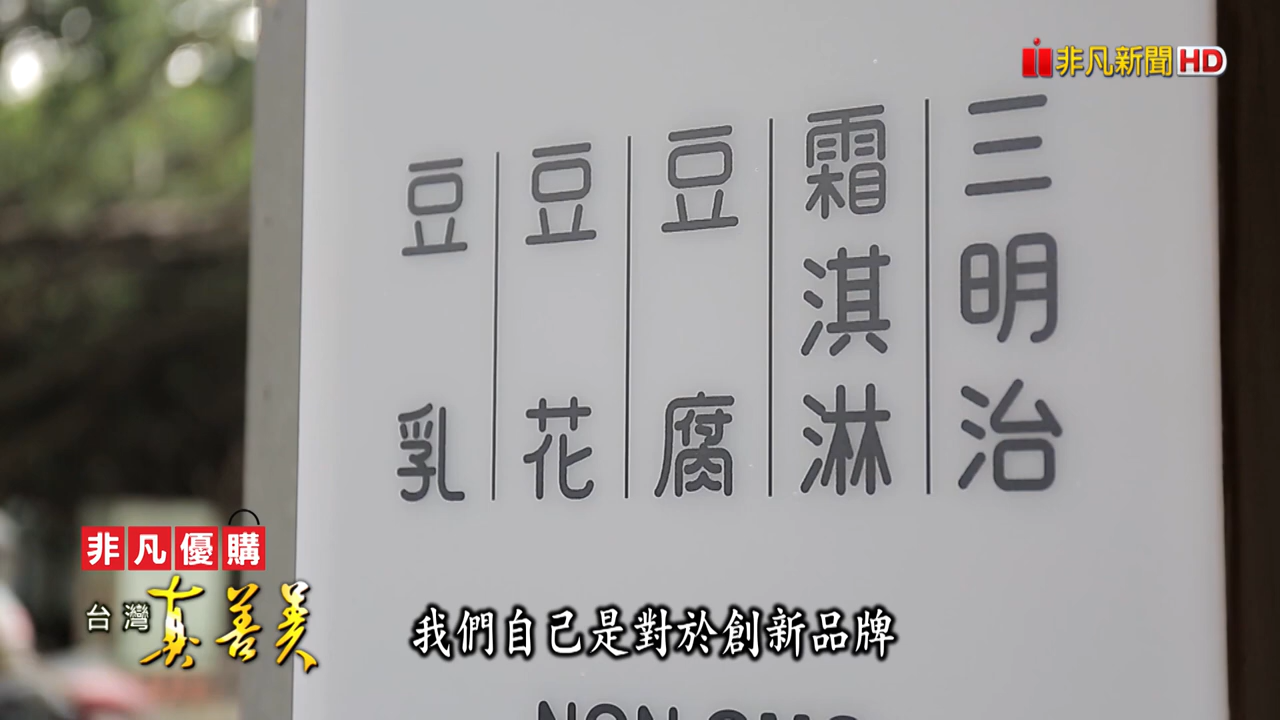 非凡新聞HD
三明治
霜淇淋
豆腐
豆花
豆乳
非凡優購
台灣真善美
我們自己是對於創新品牌
NON GMO